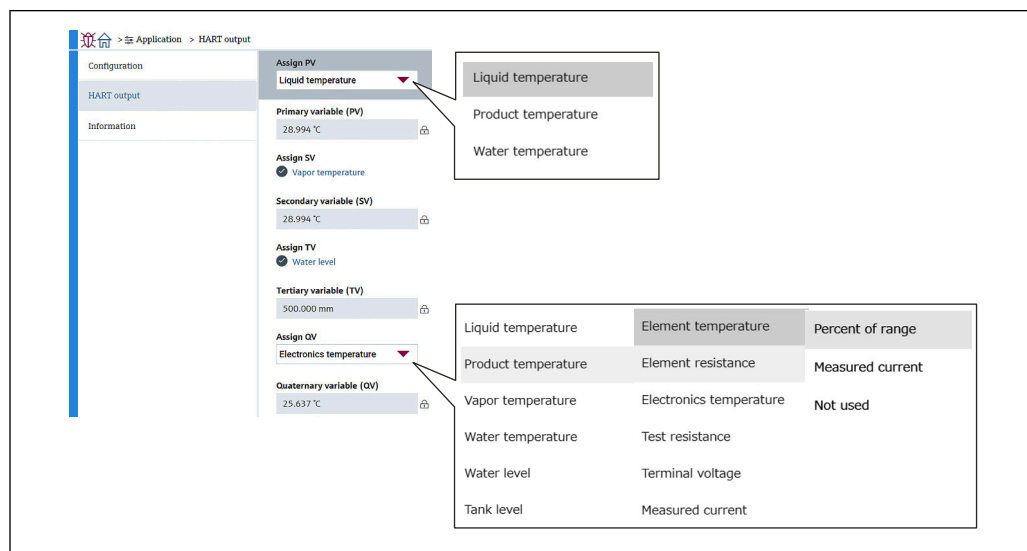 > Application > HART output
Configuration
HART output
Information
Assign PV
Liquid temperature
Primary variable (PV)
28.994 °C
Assign SV
Vapor temperature
Secondary variable (SV)
28.994 °C
Assign TV
Water level
Tertiary variable (TV)
500.000 mm
Assign QV
Electronics temperature
Quaternary variable (QV)
25.637 °C
Liquid temperature
Product temperature
Water temperature
Liquid temperature
Product temperature
Vapor temperature
Water temperature
Water level
Tank level
Element temperature
Element resistance
Electronics temperature
Test resistance
Terminal voltage
Measured current
Percent of range
Measured current
Not used